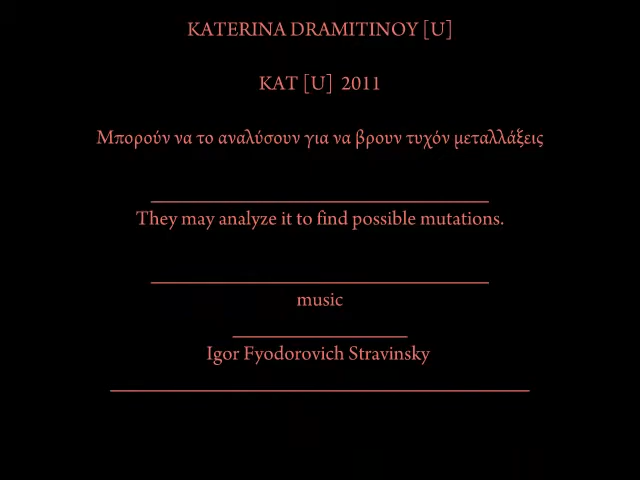 KATERINA DRAMITINOY [U]
KAT [U] 2011
Μπορούν να το αναλύσουν για να βρουν τυχόν μεταλλάξεις
They may analyze it to find possible mutations.
music
Igor Fyodorovich Stravinsky